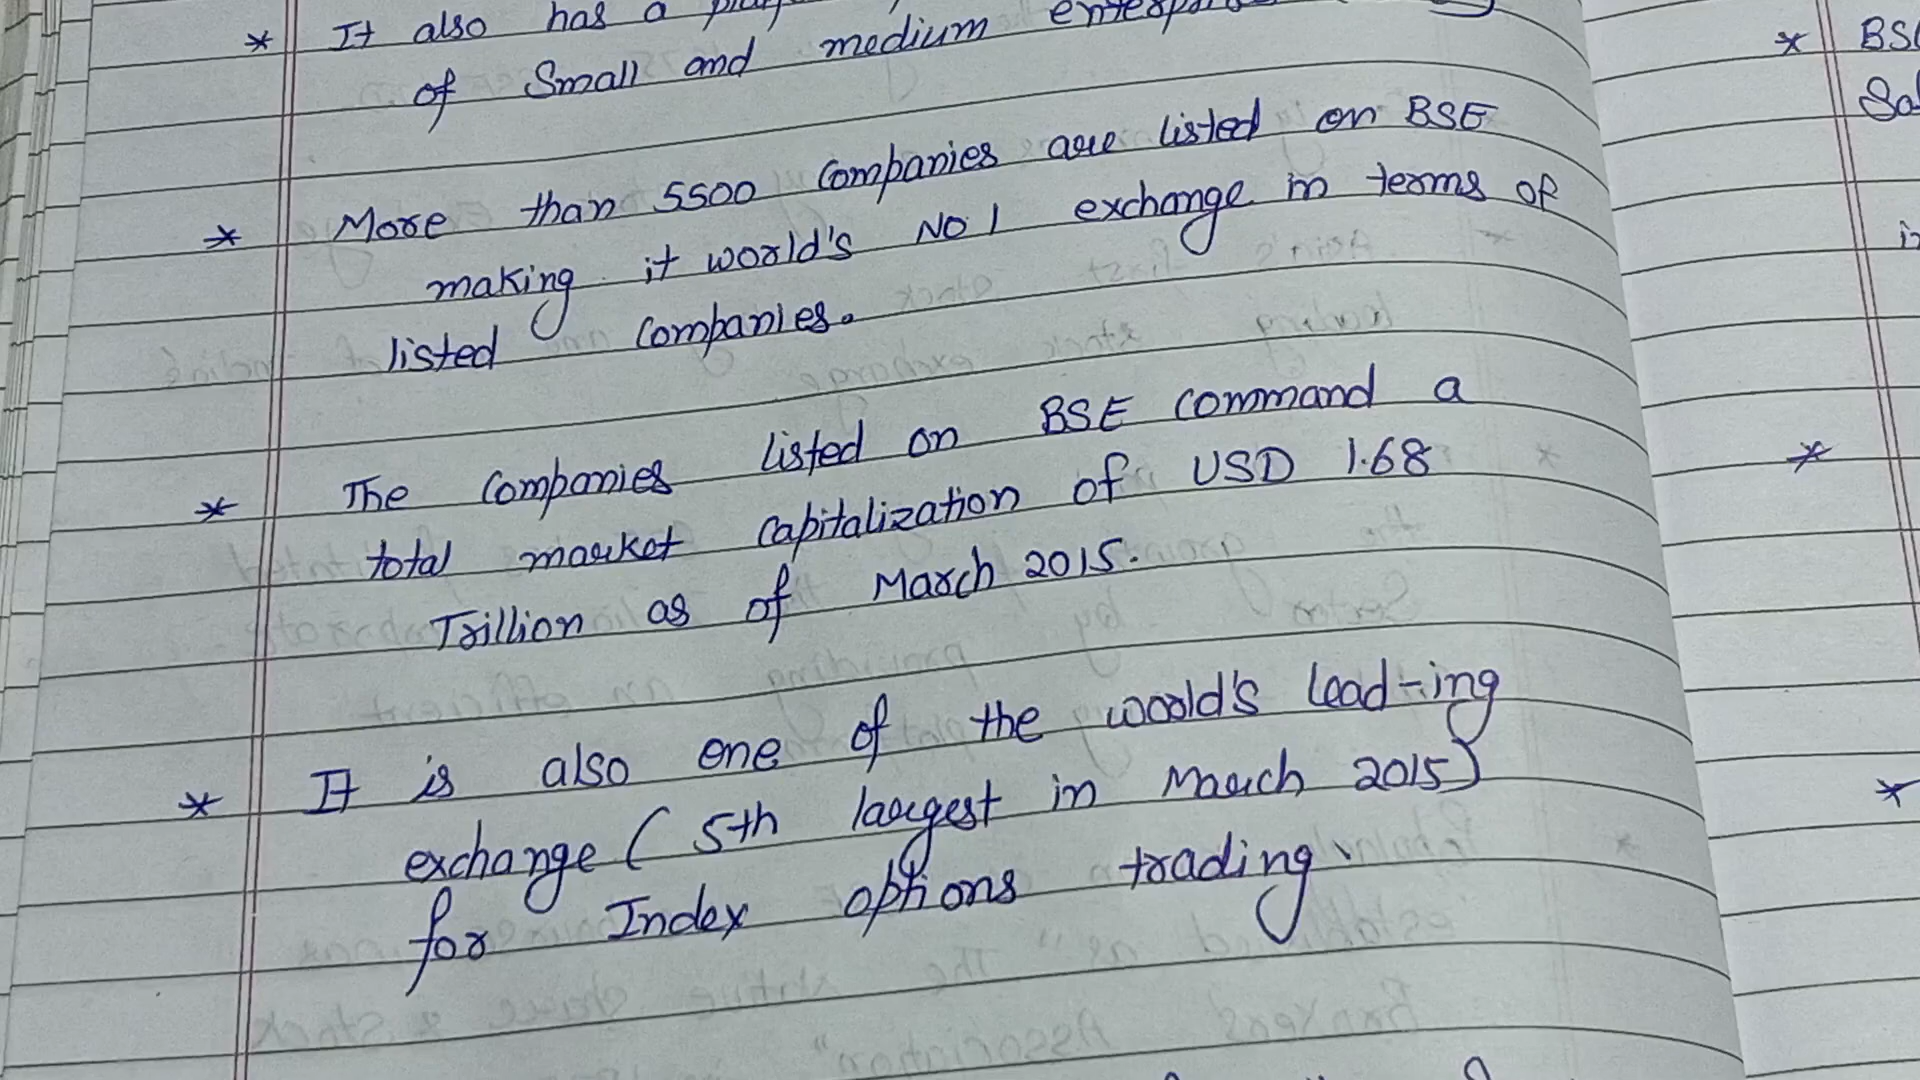 * It also has a
of Small and medium
* More than 5500 Companies are listed on BSE
making it world's NO 1 exchange in terms of
listed Companies.
* The Companies listed on BSE command a
total market capitalization of USD 1.68
Trillion as of March 2015.
* It is also one of the world's lead-ing
exchange ( 5th largest in March 2015)
for Index options trading.
* BS
Sa
*
*